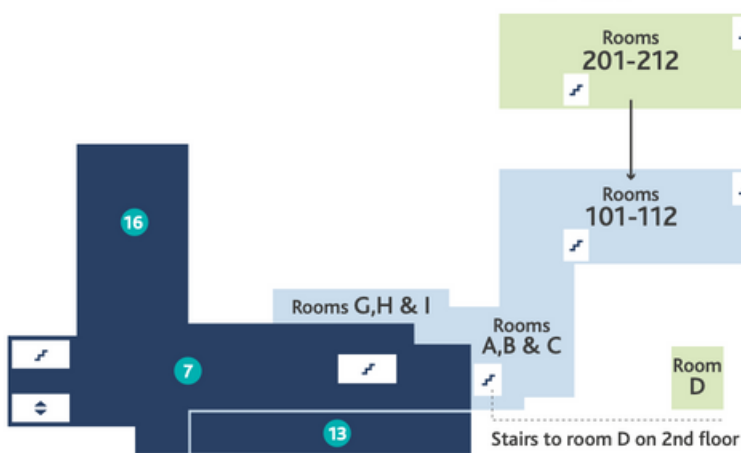 Rooms
201-212
16
Rooms
101-112
Rooms G,H & I
Rooms
A,B & C
7
Room
D
13
Stairs to room D on 2nd floor